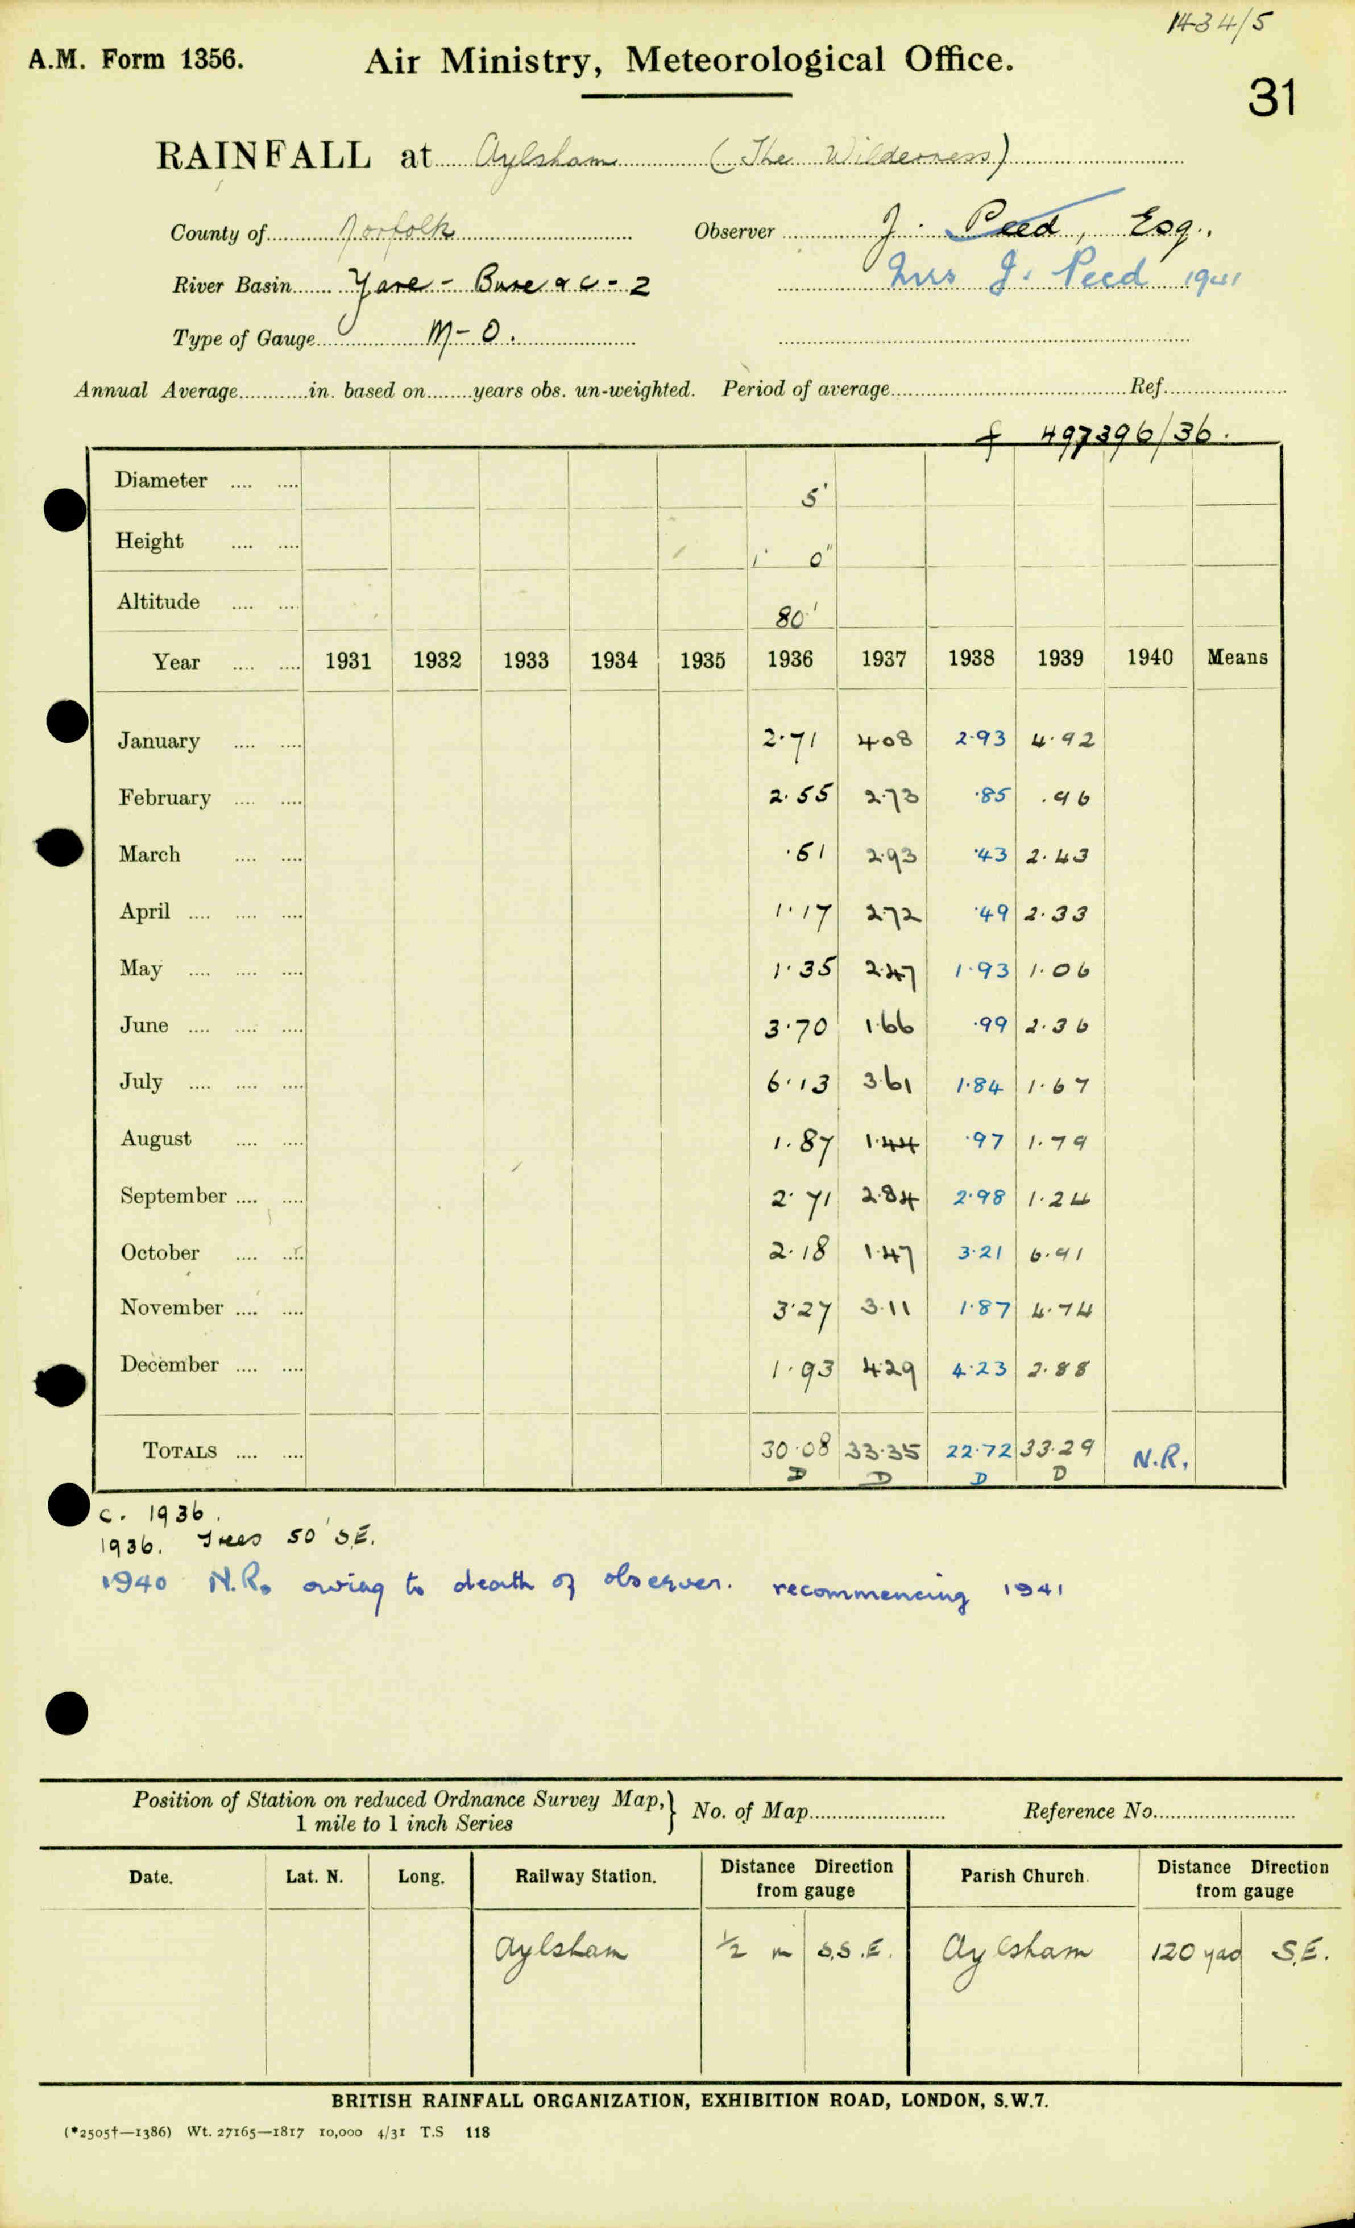 1434/5
A.M. Form 1356. Air Ministry, Meteorological Office.
31
RAINFALL at Aylsham (The Wilderness)
County of Norfolk Observer J. Peed, Esq.
River Basin Yare - Bure & c - 2 Mrs J. Peed 1941
Type of Gauge M-O.
Annual Average............in. based on........years obs. un-weighted. Period of average.......... Ref..........
f 497396/36.
Diameter .... .... 5"
Height .... .... 1' 0"
Altitude .... .... 80'
Year .... .... 1931 1932 1933 1934 1935 1936 1937 1938 1939 1940 Means
January .... .... 2.71 4.08 2.93 4.92
February .... .... 2.55 2.73 .85 .96
March .... .... .51 2.93 .43 2.43
April .... .... .... 1.17 2.72 .49 2.33
May .... .... .... 1.35 2.47 1.93 1.06
June .... .... .... 3.70 1.66 .99 2.36
July .... .... .... 6.13 3.61 1.84 1.67
August .... .... 1.87 1.44 .97 1.79
September .... .... 2.71 2.84 2.98 1.24
October .... .... 2.18 1.47 3.21 6.91
November .... .... 3.27 3.11 1.87 4.74
December .... .... 1.93 4.29 4.23 2.88
TOTALS .... .... 30.08 33.35 22.72 33.29 N.R.
D D D D
c. 1936.
1936. Trees 50' S.E.
1940 N.R. owing to death of observer. recommencing 1941
Position of Station on reduced Ordnance Survey Map, } No. of Map.......... Reference No..........
1 mile to 1 inch Series
Date. Lat. N. Long. Railway Station. Distance Direction from gauge Parish Church. Distance Direction from gauge
Aylsham ½ m S.S.E. Aylsham 120 yds S.E.
BRITISH RAINFALL ORGANIZATION, EXHIBITION ROAD, LONDON, S.W.7.
(*2505†—1386) Wt. 27165—1817 10,000 4/31 T.S 118